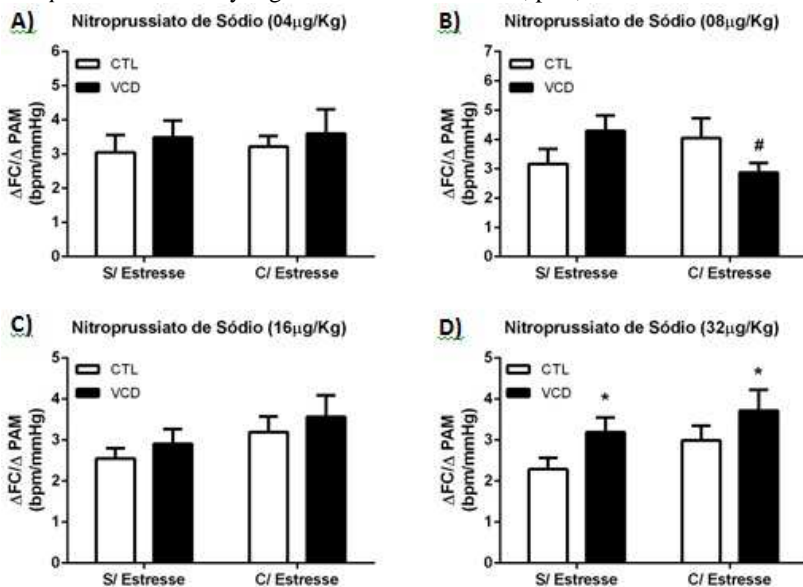 A) Nitroprussiato de Sódio (04µg/Kg)
ΔFC/Δ PAM
(bpm/mmHg)
6
5
4
3
2
1
0
CTL
VCD
S/ Estresse C/ Estresse
B) Nitroprussiato de Sódio (08µg/Kg)
ΔFC/Δ PAM
(bpm/mmHg)
7
6
5
4
3
2
1
0
CTL
VCD
#
S/ Estresse C/ Estresse
C) Nitroprussiato de Sódio (16µg/Kg)
ΔFC/Δ PAM
(bpm/mmHg)
5
4
3
2
1
0
CTL
VCD
S/ Estresse C/ Estresse
D) Nitroprussiato de Sódio (32µg/Kg)
ΔFC/Δ PAM
(bpm/mmHg)
5
4
3
2
1
0
CTL
VCD
* *
S/ Estresse C/ Estresse